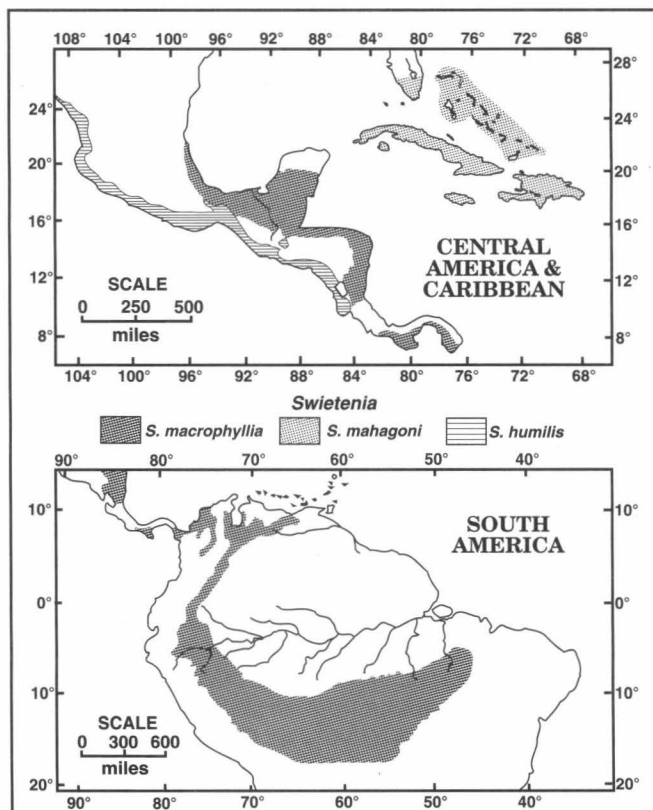 108° 104° 100° 96° 92° 88° 84° 80° 76° 72° 68°
28°
24° 24°
20° 20°
16° 16°
12° 12°
8° 8°
CENTRAL
AMERICA &
CARIBBEAN
SCALE
0 250 500
miles
104° 100° 96° 92° 88° 84° 80° 76° 72° 68°
Swietenia
S. macrophyllia S. mahagoni S. humilis
90° 80° 70° 60° 50° 40°
10° 10°
SOUTH
AMERICA
0° 0°
10° 10°
SCALE
0 300 600
miles
20° 20°
90° 80° 70° 60° 50° 40°